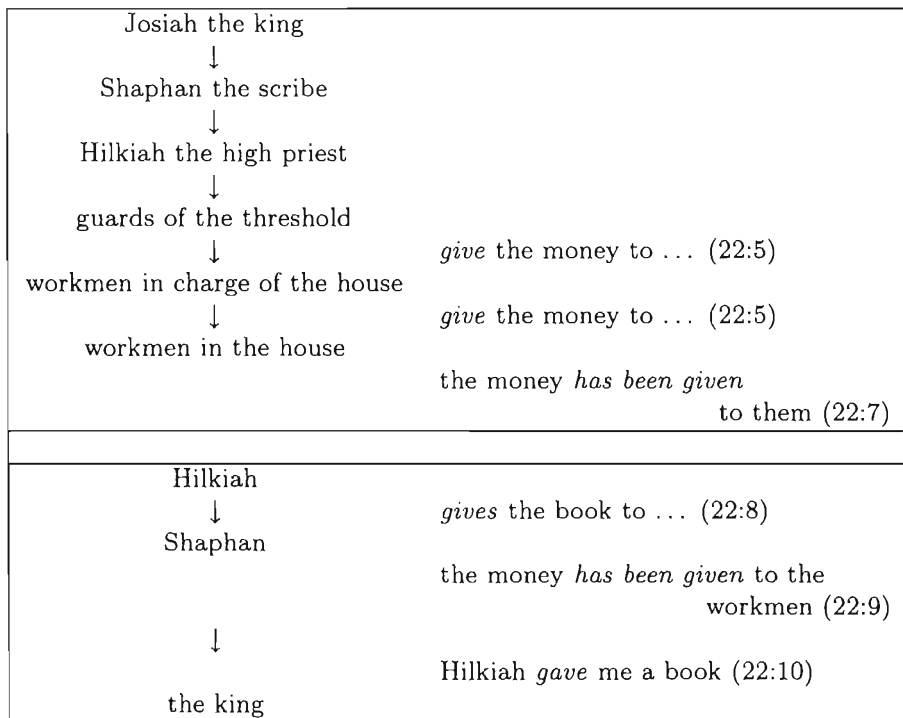 Josiah the king
↓
Shaphan the scribe
↓
Hilkiah the high priest
↓
guards of the threshold
↓
give the money to ... (22:5)
workmen in charge of the house
↓
give the money to ... (22:5)
workmen in the house
the money has been given
to them (22:7)
Hilkiah
↓
gives the book to ... (22:8)
Shaphan
the money has been given to the
workmen (22:9)
↓
Hilkiah gave me a book (22:10)
the king